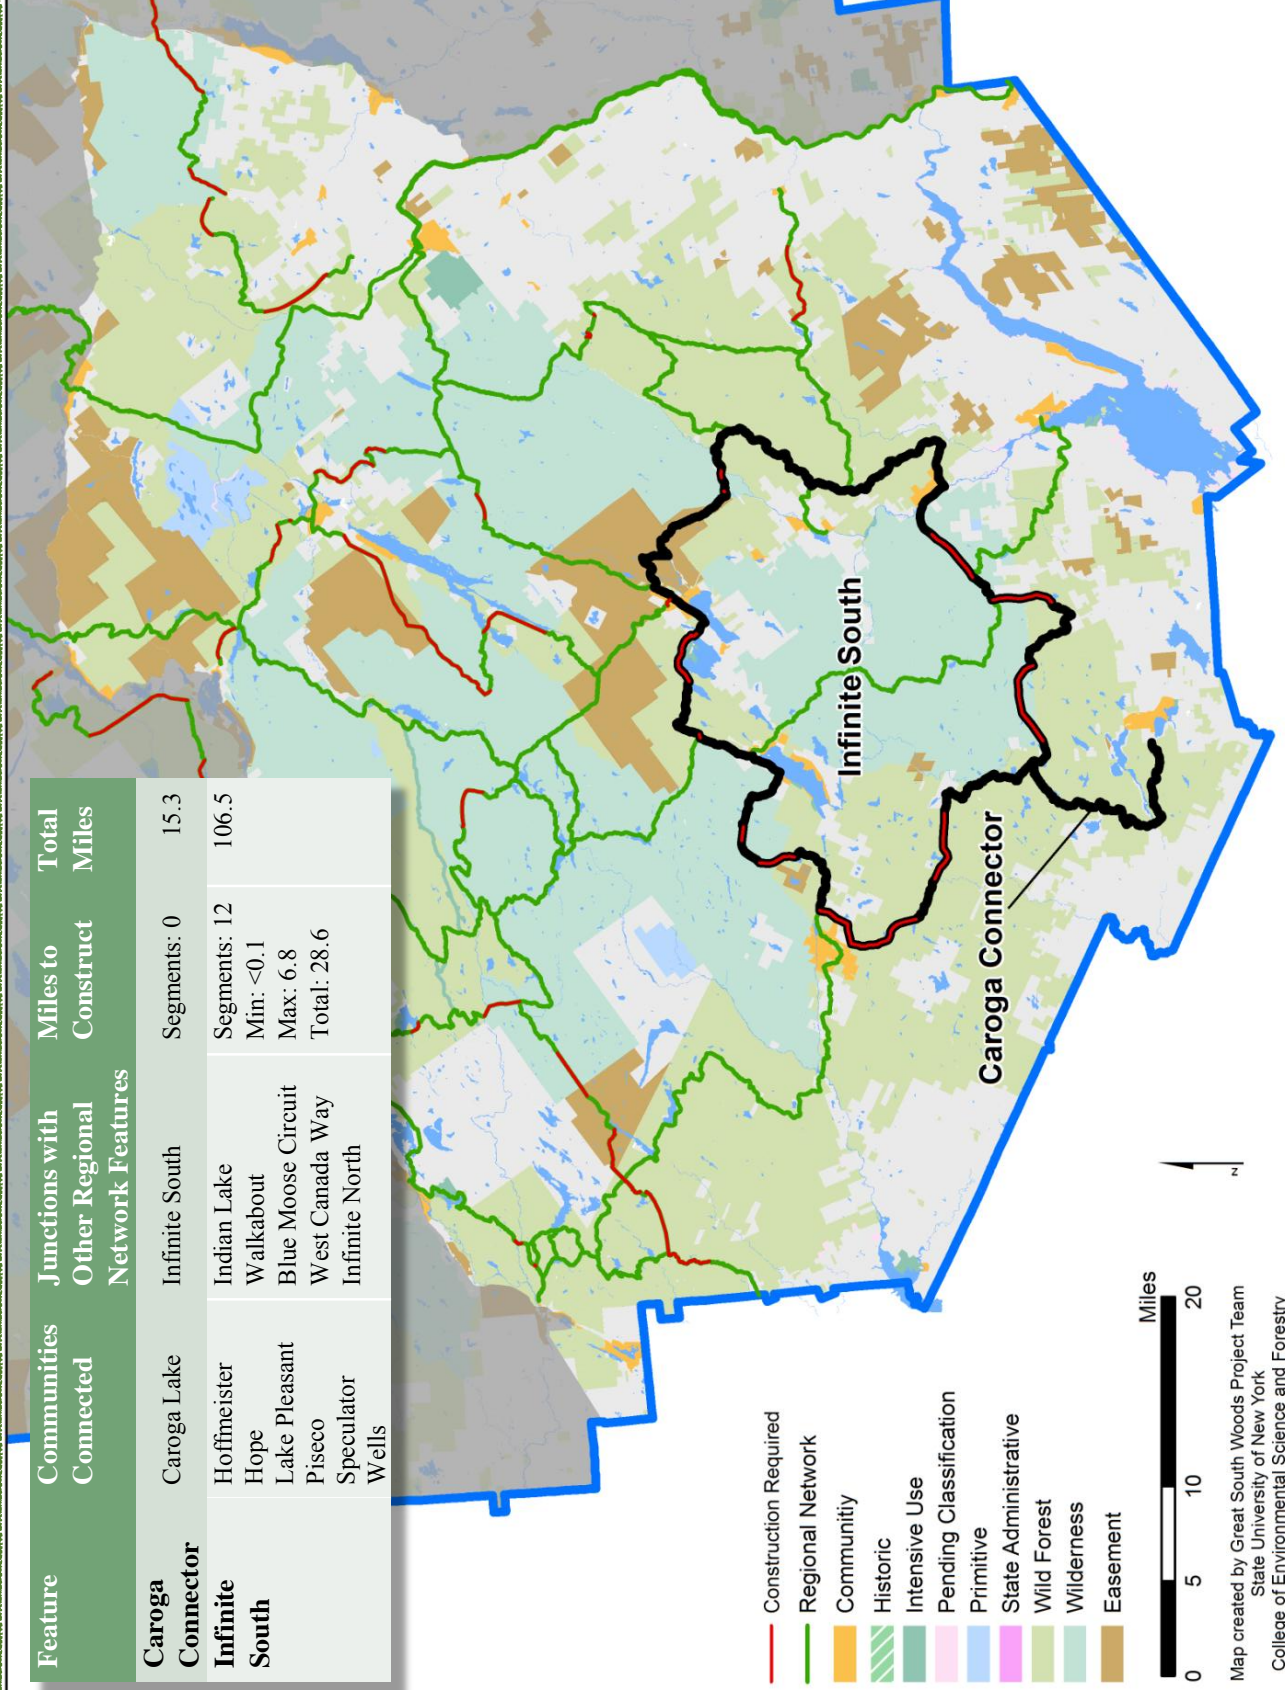 Feature
Communities
Connected
Junctions with
Other Regional
Network Features
Miles to
Construct
Total
Miles
Caroga
Connector
Caroga Lake
Infinite South
Segments: 0
15.3
Infinite
South
Hoffmeister
Hope
Lake Pleasant
Piseco
Speculator
Wells
Indian Lake
Walkabout
Blue Moose Circuit
West Canada Way
Infinite North
Segments: 12
Min: <0.1
Max: 6.8
Total: 28.6
106.5
Infinite South
Caroga Connector
Construction Required
Regional Network
Communitiy
Historic
Intensive Use
Pending Classification
Primitive
State Administrative
Wild Forest
Wilderness
Easement
Miles
0 5 10 20
N
Map created by Great South Woods Project Team
State University of New York
College of Environmental Science and Forestry